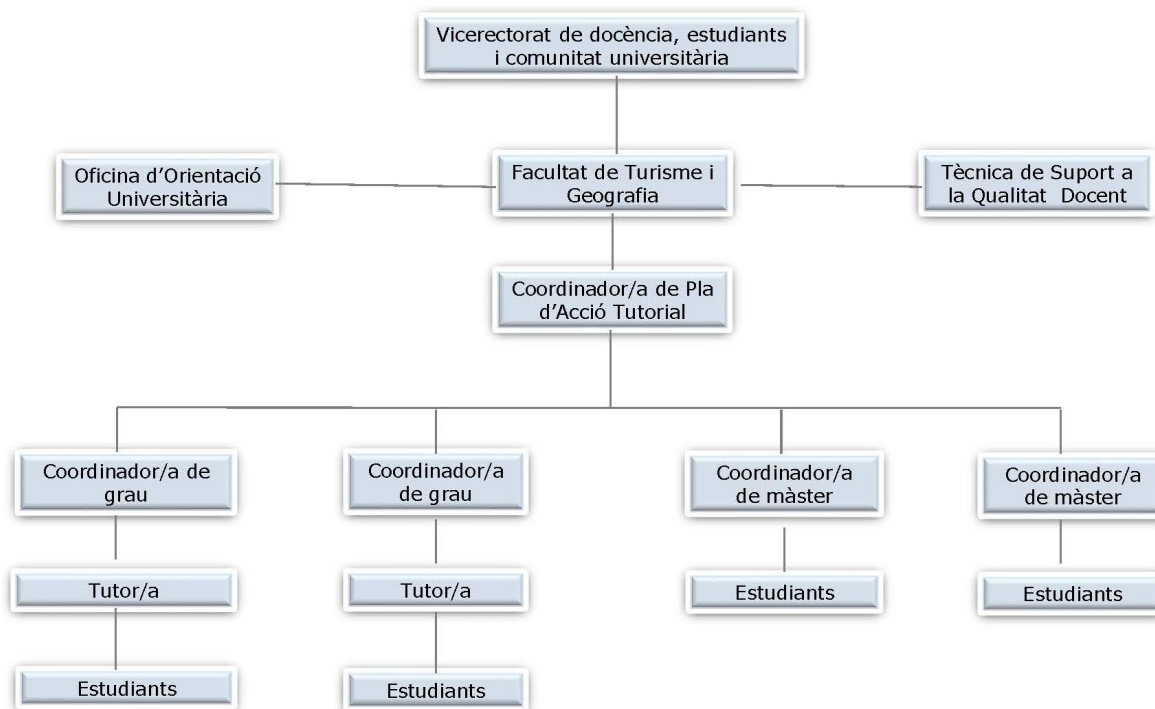 Vicerectorat de docència, estudiants
i comunitat universitària
Oficina d'Orientació
Universitària
Facultat de Turisme i
Geografia
Tècnica de Suport a
la Qualitat Docent
Coordinador/a de Pla
d'Acció Tutorial
Coordinador/a de
grau
Coordinador/a
de grau
Coordinador/a
de màster
Coordinador/a
de màster
Tutor/a
Tutor/a
Estudiants
Estudiants
Estudiants
Estudiants